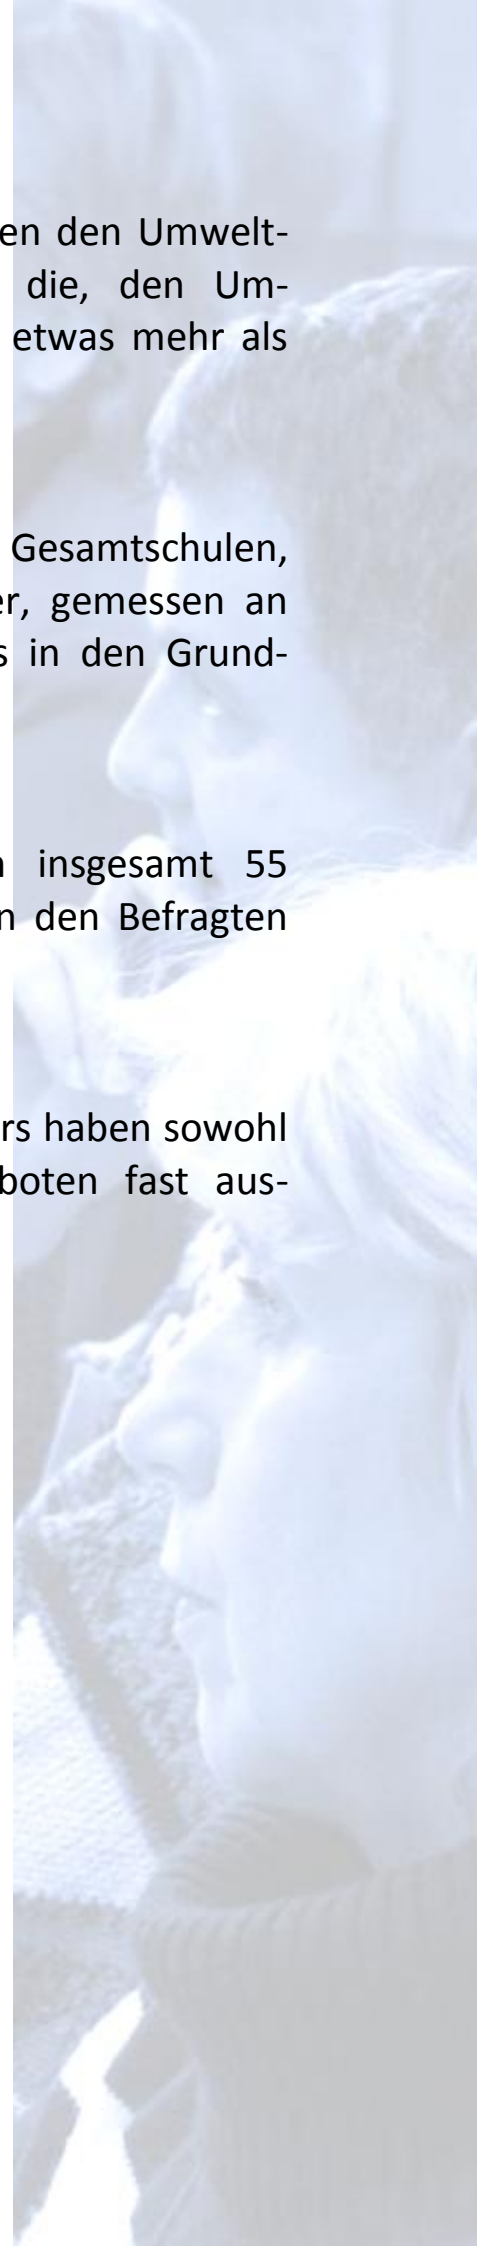 en den Umwelt-
die, den Um-
etwas mehr als
Gesamtschulen,
er, gemessen an
s in den Grund-
n insgesamt 55
n den Befragten
rs haben sowohl
boten fast aus-